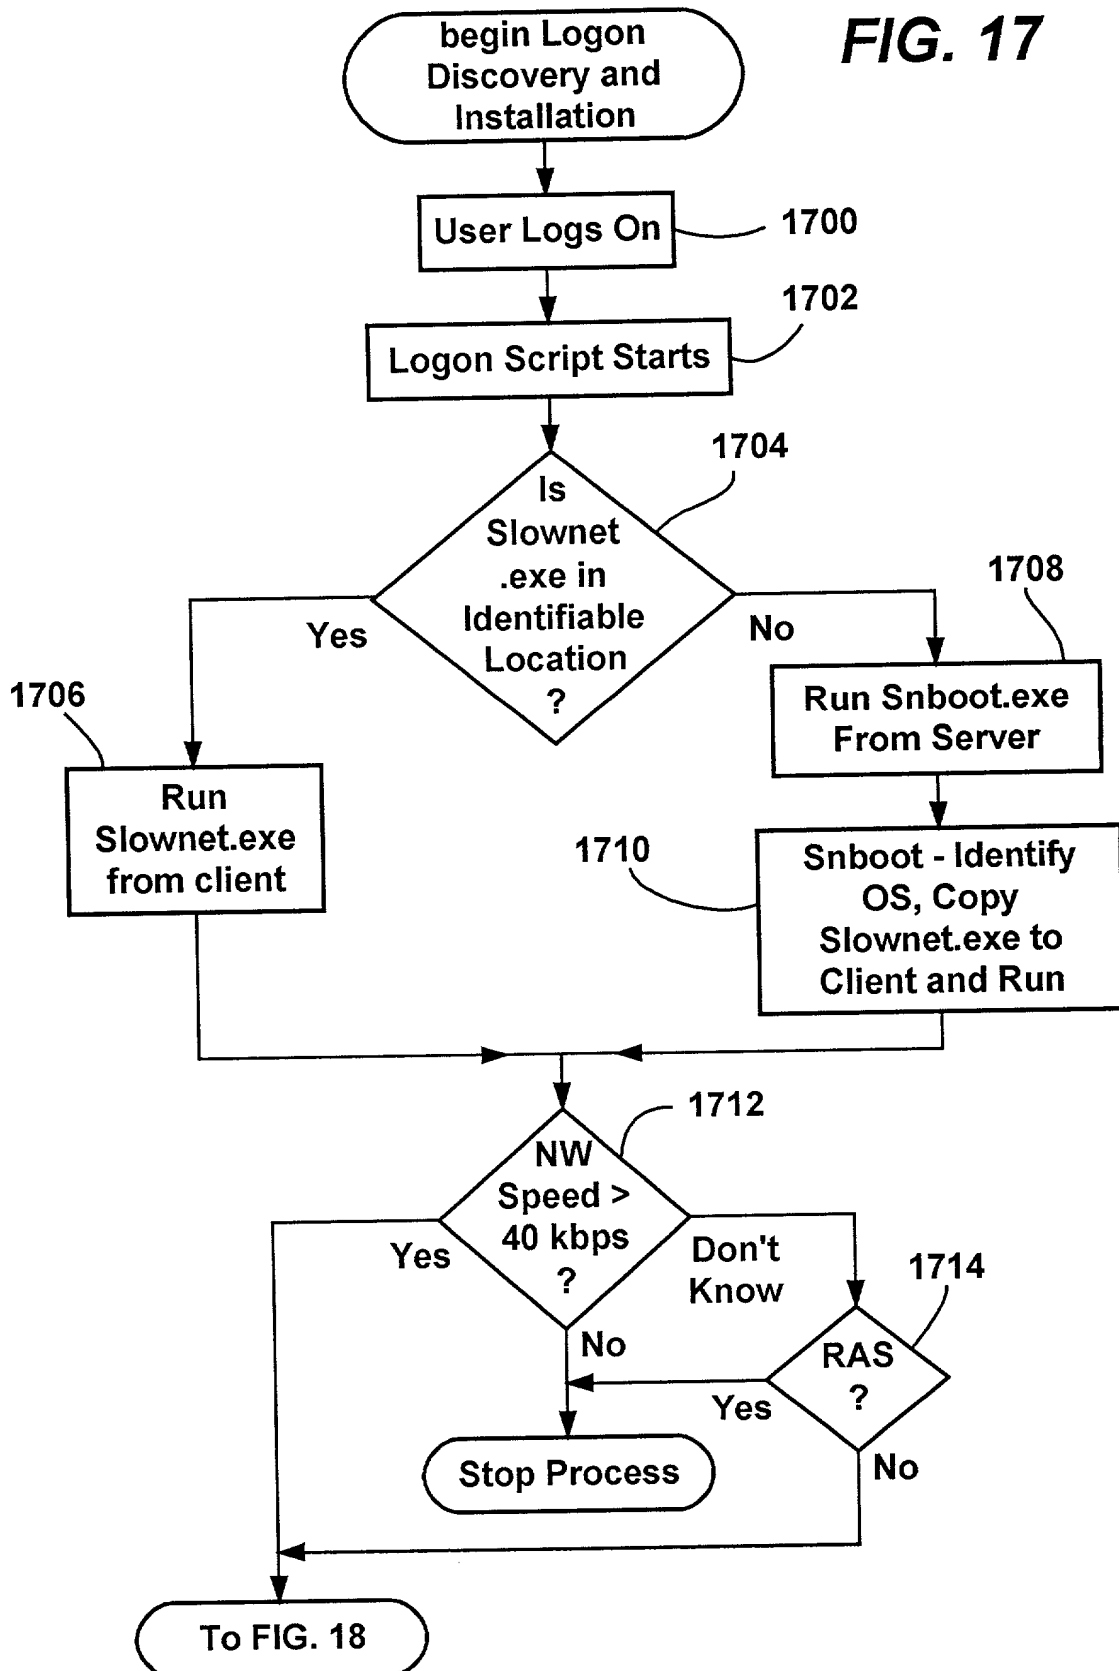 FIG. 17
begin Logon
Discovery and
Installation
User Logs On
1700
1702
Logon Script Starts
1704
Is
Slownet
.exe in
Identifiable
Location
?
Yes
No
1706
1708
Run
Slownet.exe
from client
Run Snboot.exe
From Server
1710
Snboot - Identify
OS, Copy
Slownet.exe to
Client and Run
1712
NW
Speed >
40 kbps
?
Yes
Don't
Know
No
1714
RAS
?
Yes
No
Stop Process
To FIG. 18